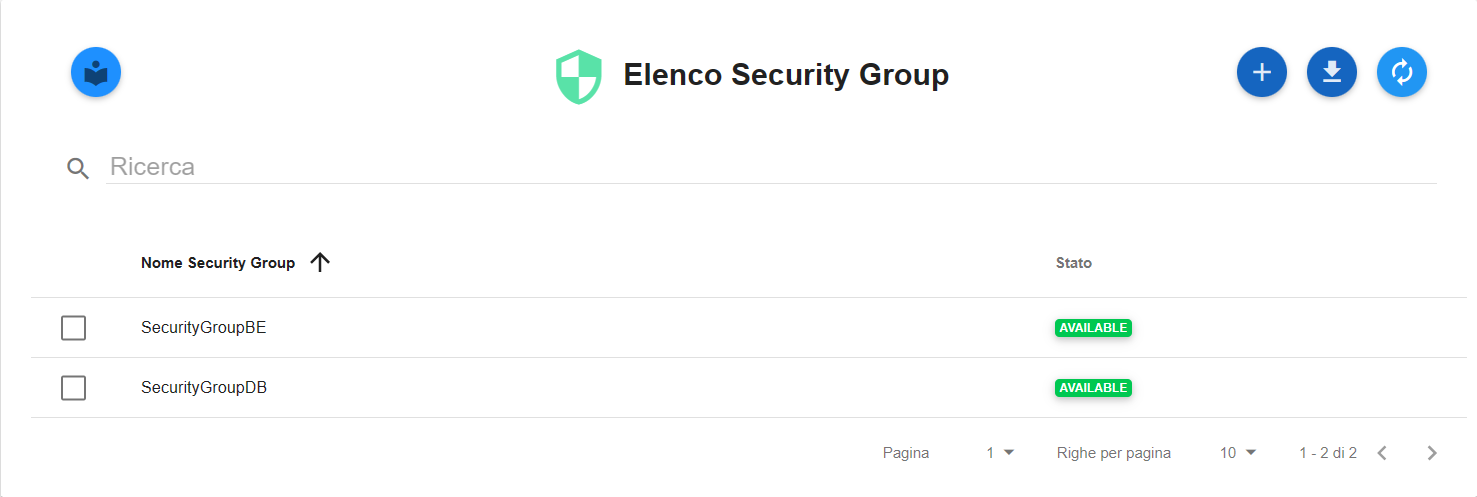 Elenco Security Group
Ricerca
Nome Security Group Stato
SecurityGroupBE AVAILABLE
SecurityGroupDB AVAILABLE
Pagina 1 Righe per pagina 10 1 - 2 di 2